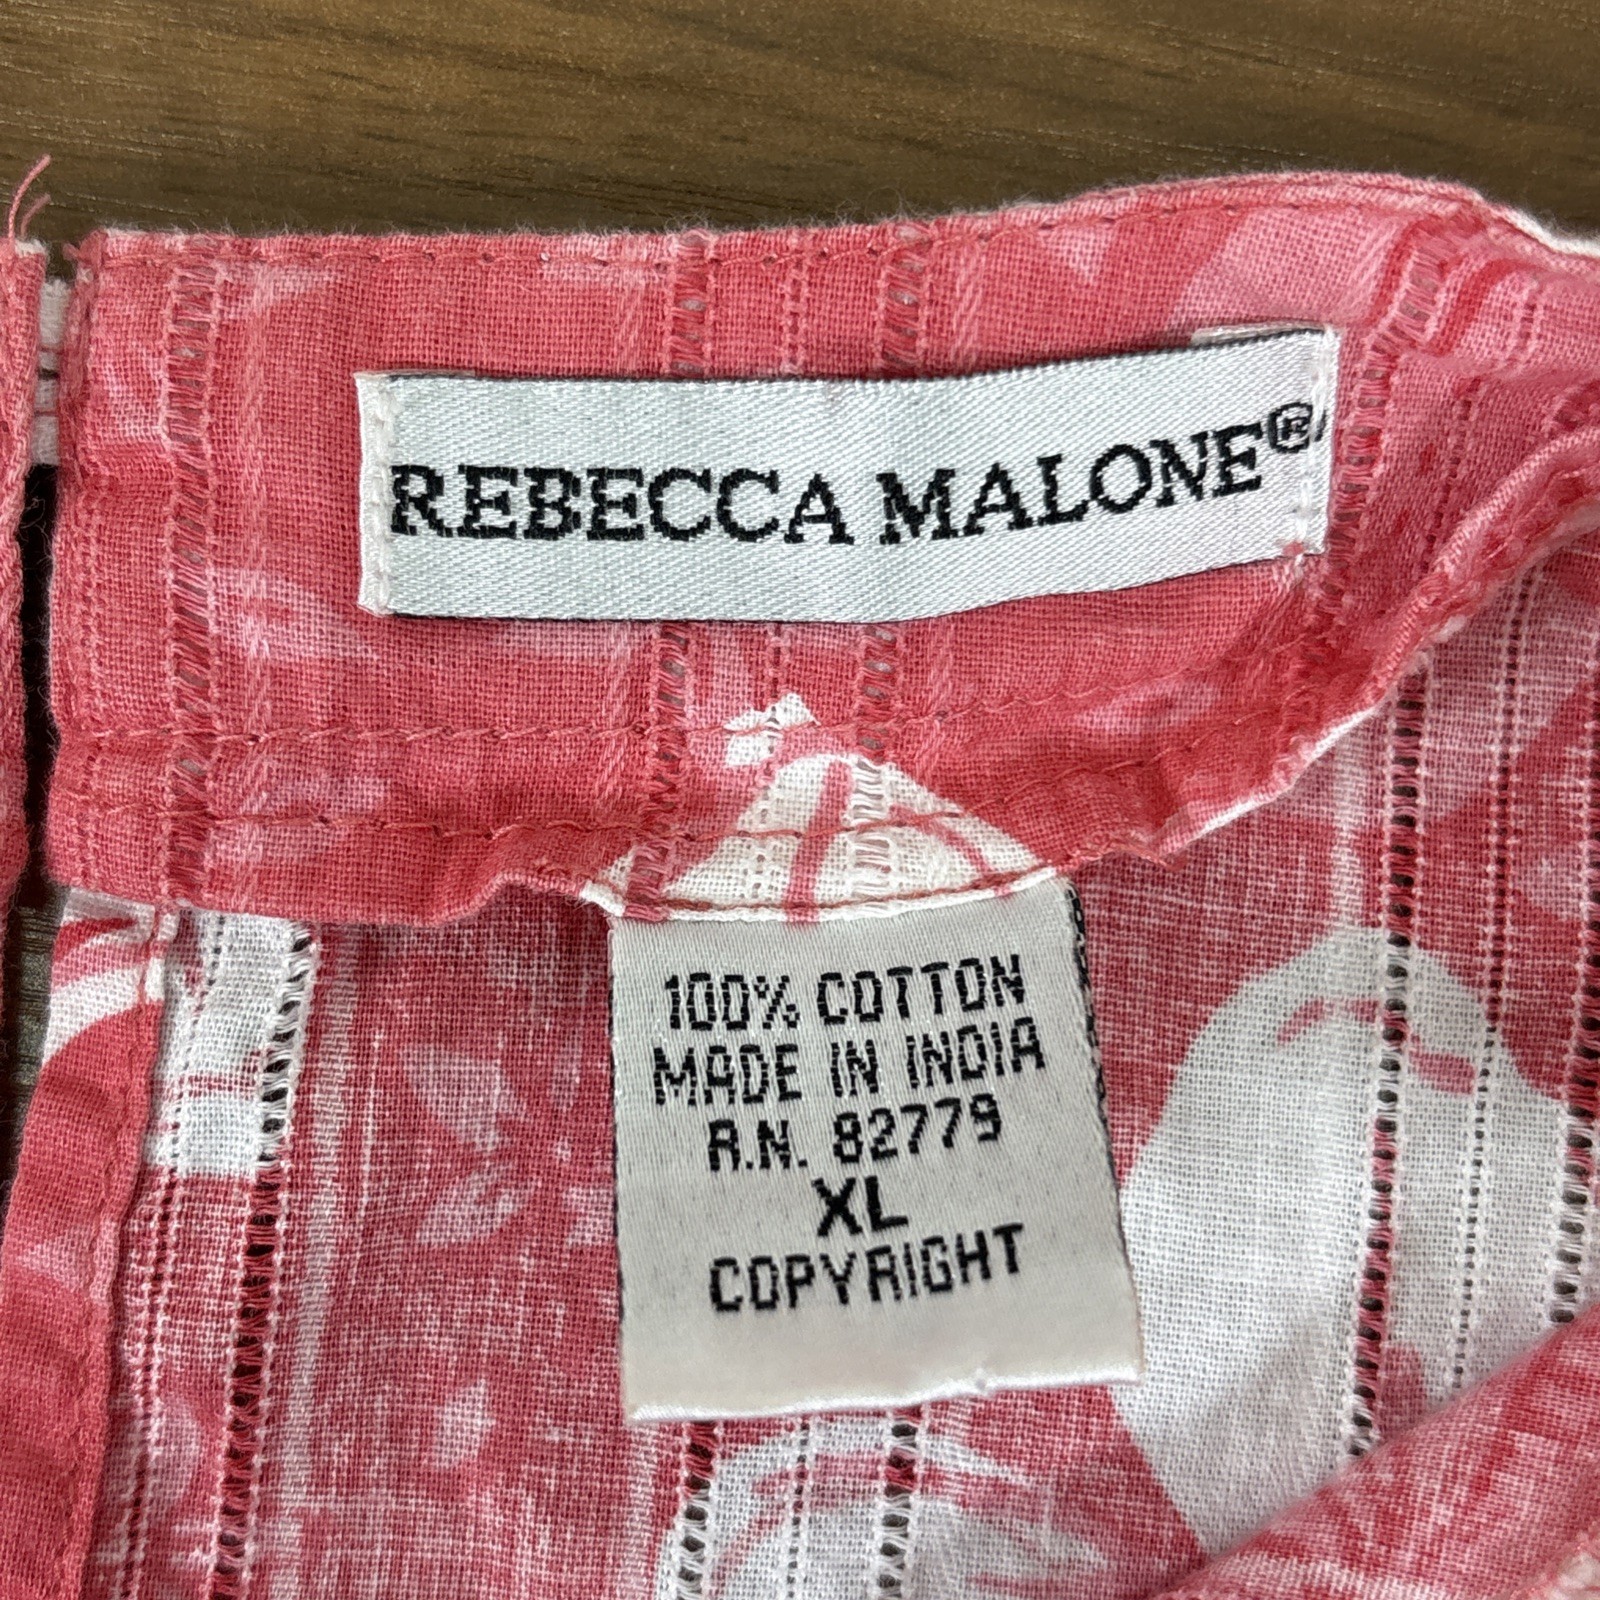 REBECCA MALONE®
100% COTTON
MADE IN INDIA
R.N. 82779
XL
COPYRIGHT